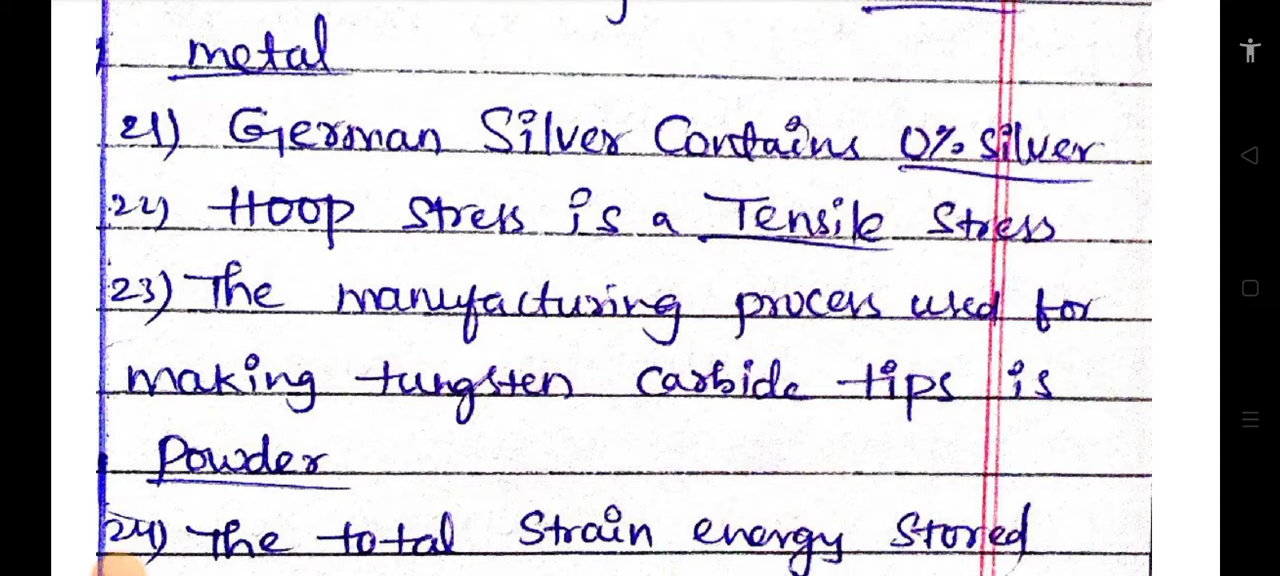 metal
21) German Silver Contains 0% Silver
22) Hoop stress is a Tensile Stress
23) The manufacturing process used for
making tungsten carbide tips is
Powder
24) The total Strain energy Stored